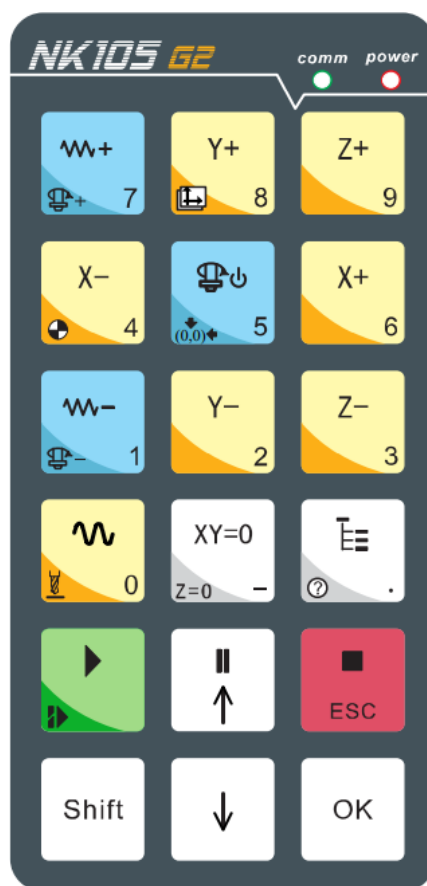 NK105 G2
comm power
+
Y+
Z+
+ 7
8
9
X-
X+
4
(0,0) 5
6
-
Y-
Z-
- 1
2
3
XY=0
0
Z=0 -
? .
ESC
Shift
OK